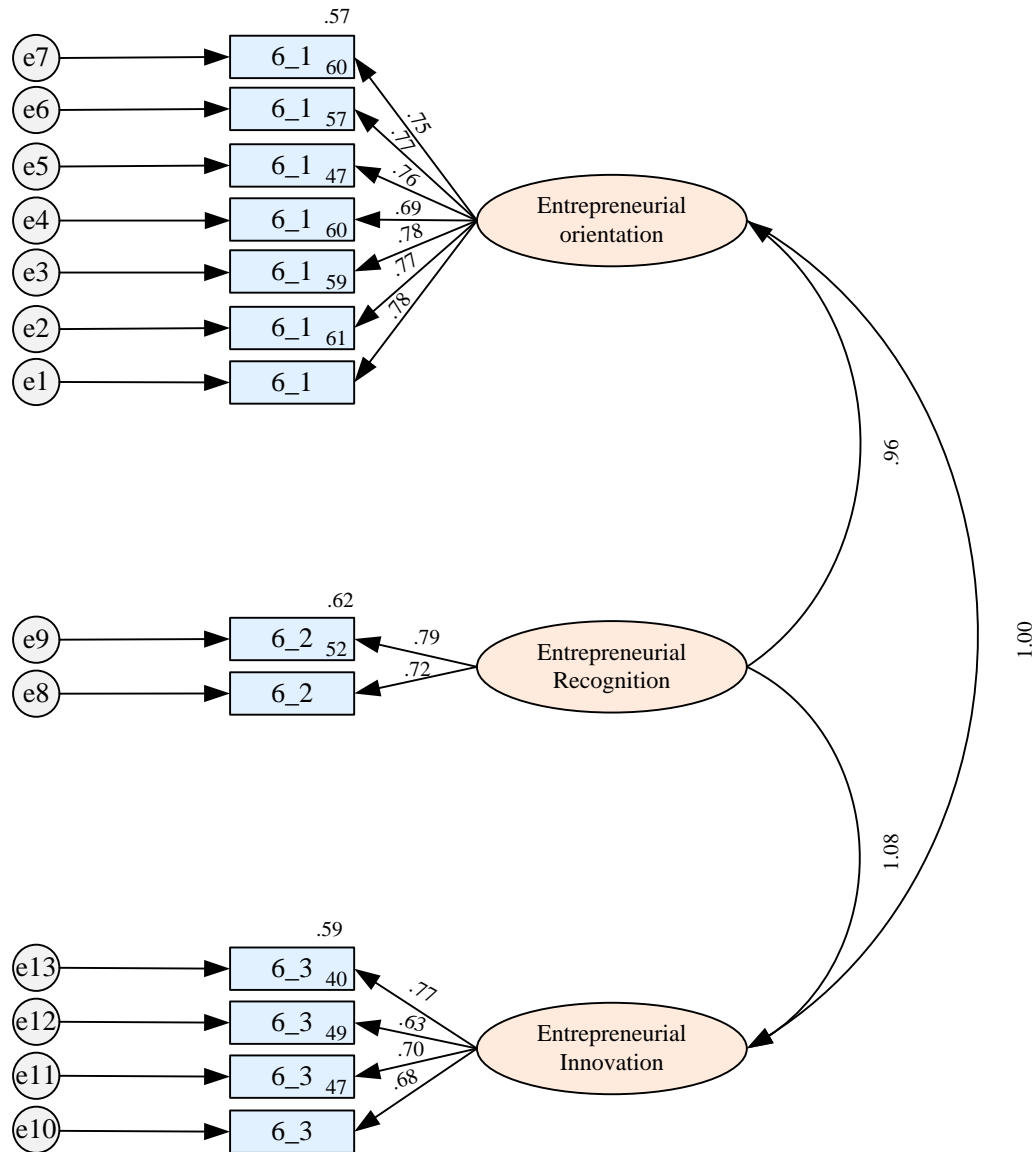 .57
e7
6_1
60
.75
e6
6_1
57
.77
e5
6_1
47
.76
e4
6_1
60
.69
e3
6_1
59
.78
e2
6_1
61
.77
e1
6_1
.78
Entrepreneurial
orientation
.96
1.00
.62
e9
6_2
52
.79
e8
6_2
.72
Entrepreneurial
Recognition
1.08
.59
e13
6_3
40
.77
e12
6_3
49
.63
e11
6_3
47
.70
e10
6_3
.68
Entrepreneurial
Innovation